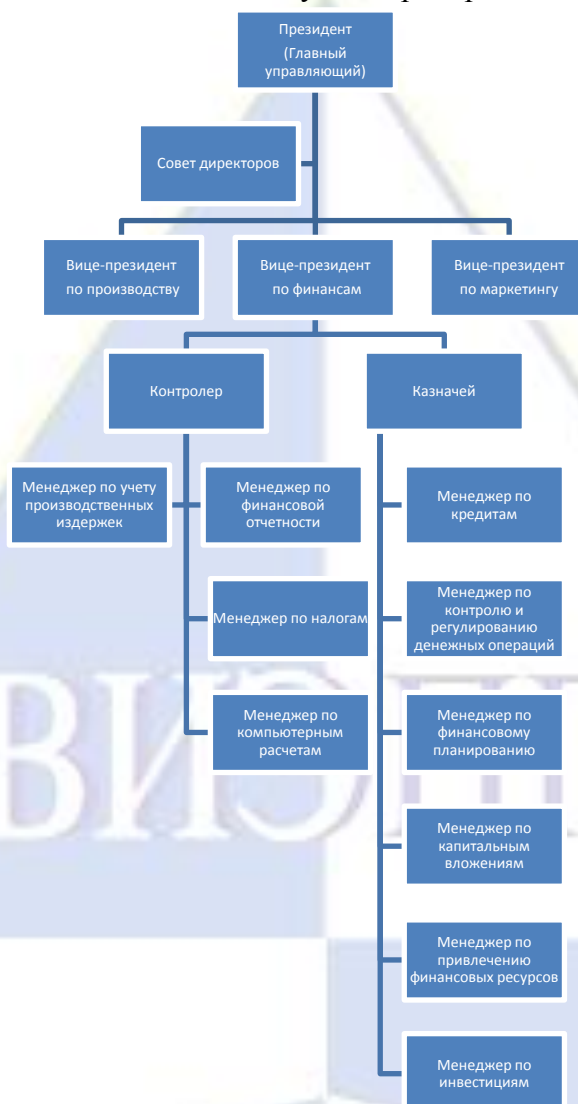 Президент
(Главный
управляющий)
Совет директоров
Вице-президент
по производству
Вице-президент
по финансам
Вице-президент
по маркетингу
Контролер
Казначей
Менеджер по учету
производственных
издержек
Менеджер по
финансовой
отчетности
Менеджер по
кредитам
Менеджер по налогам
Менеджер по
контролю и
регулированию
денежных операций
Менеджер по
компьютерным
расчетам
Менеджер по
финансовому
планированию
Менеджер по
капитальным
вложениям
Менеджер по
привлечению
финансовых ресурсов
Менеджер по
инвестициям